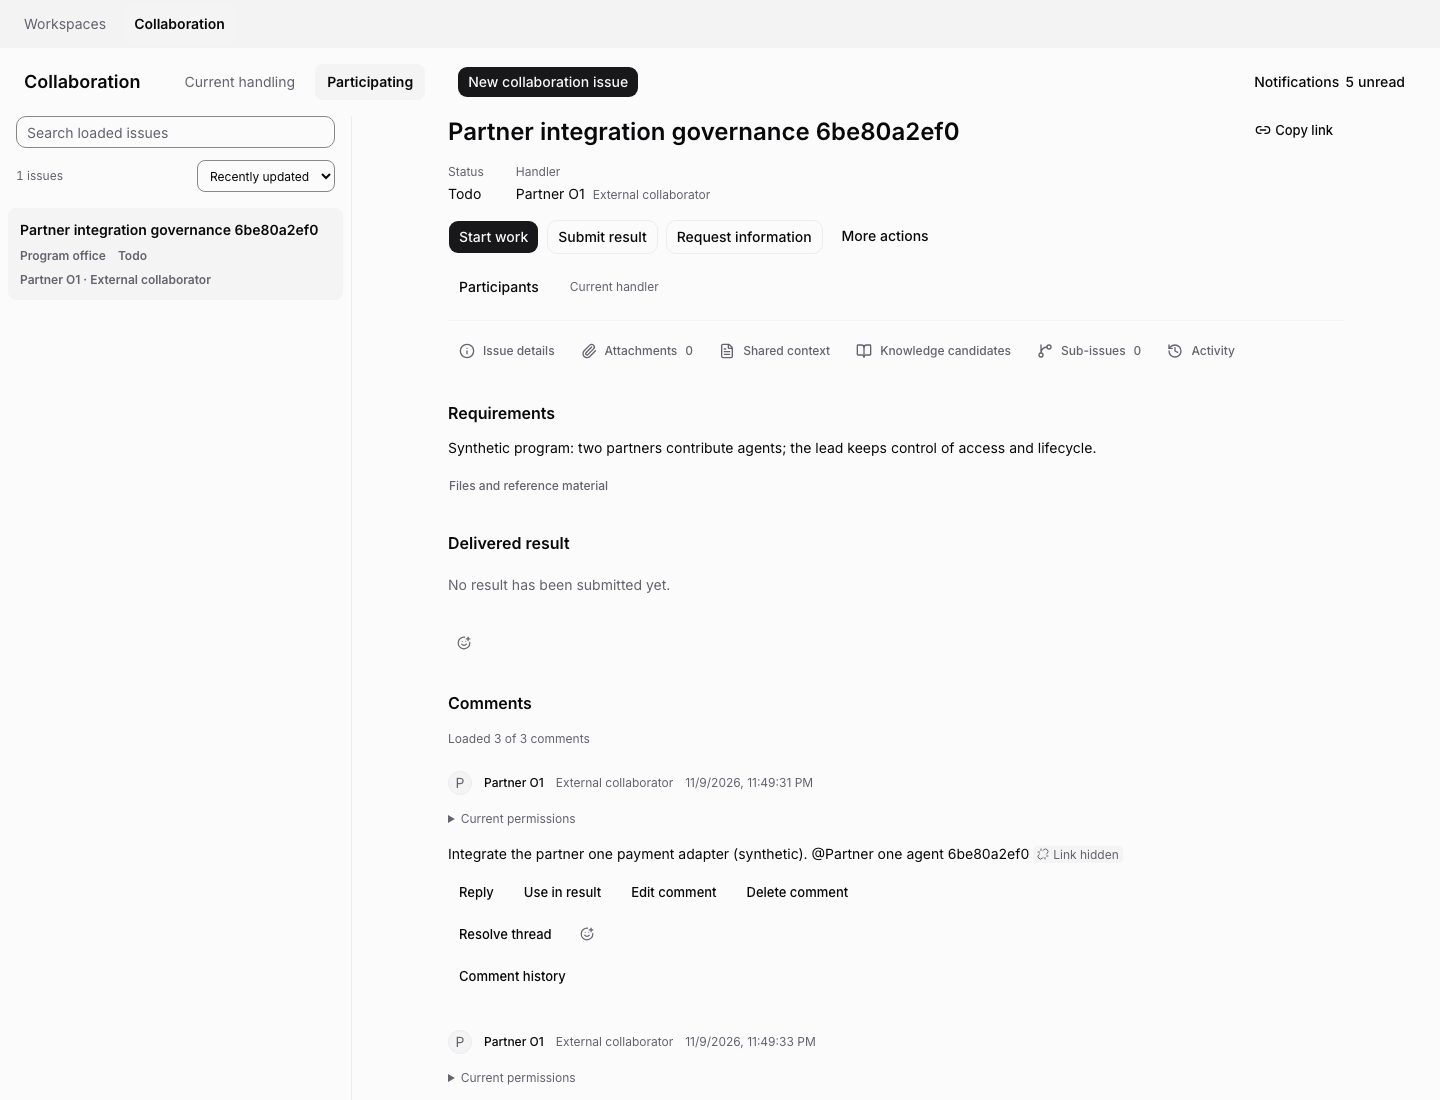 Workspaces Collaboration
Collaboration Current handling Participating New collaboration issue Notifications 5 unread
Search loaded issues
1 issues Recently updated
Partner integration governance 6be80a2ef0
Program office Todo
Partner O1 · External collaborator
Partner integration governance 6be80a2ef0 Copy link
Status Handler
Todo Partner O1 External collaborator
Start work Submit result Request information More actions
Participants Current handler
Issue details Attachments 0 Shared context Knowledge candidates Sub-issues 0 Activity
Requirements
Synthetic program: two partners contribute agents; the lead keeps control of access and lifecycle.
Files and reference material
Delivered result
No result has been submitted yet.
Comments
Loaded 3 of 3 comments
P Partner O1 External collaborator 11/9/2026, 11:49:31 PM
Current permissions
Integrate the partner one payment adapter (synthetic). @Partner one agent 6be80a2ef0 Link hidden
Reply Use in result Edit comment Delete comment
Resolve thread
Comment history
P Partner O1 External collaborator 11/9/2026, 11:49:33 PM
Current permissions